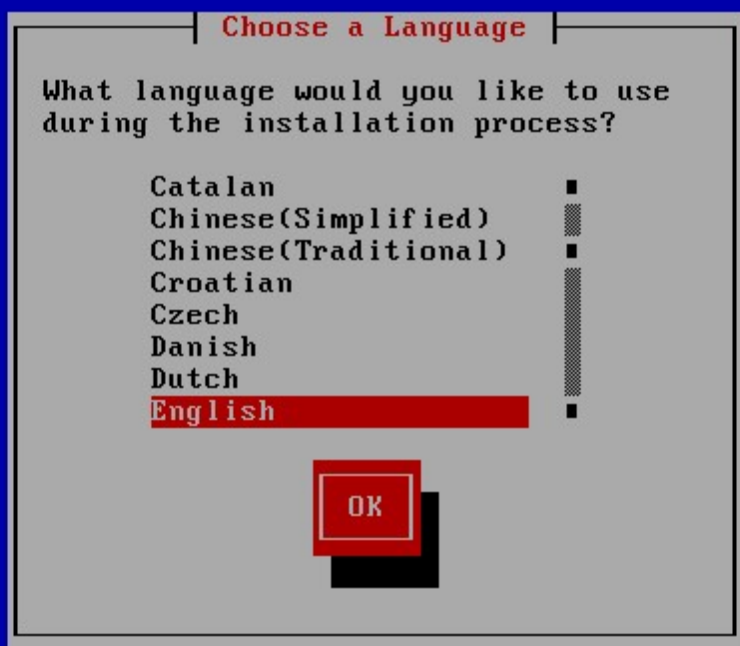 Choose a Language
What language would you like to use
during the installation process?
Catalan
Chinese(Simplified)
Chinese(Traditional)
Croatian
Czech
Danish
Dutch
English
OK